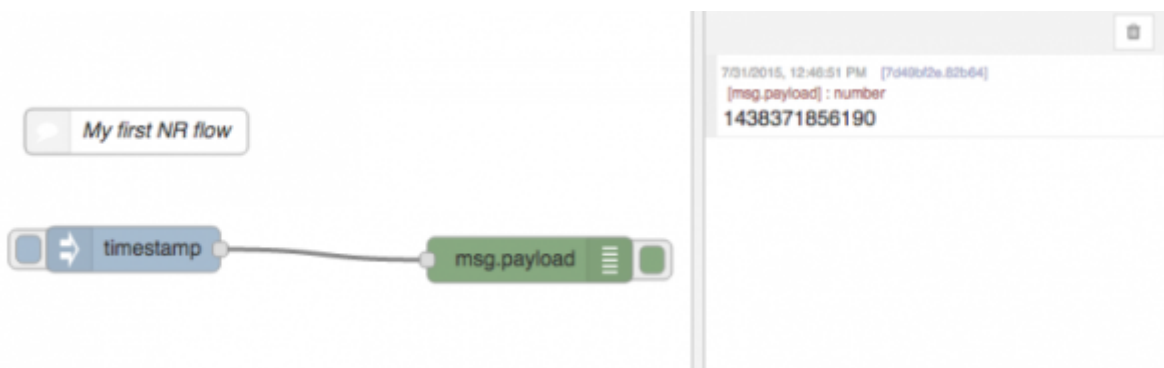 My first NR flow
timestamp
msg.payload
7/31/2015, 12:46:51 PM [7d49bf2e.82b64]
[msg.payload] : number
1438371856190